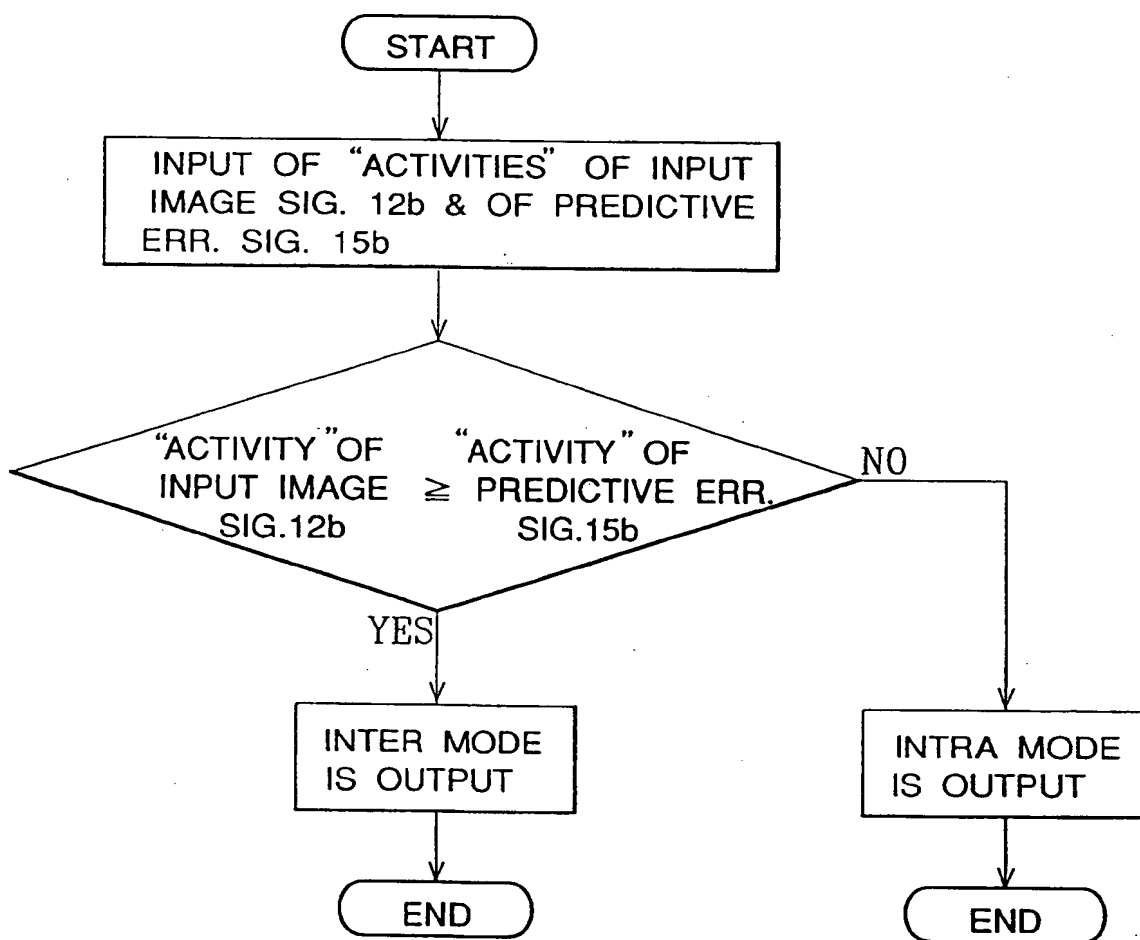 START
INPUT OF “ACTIVITIES” OF INPUT
IMAGE SIG. 12b & OF PREDICTIVE
ERR. SIG. 15b
“ACTIVITY” OF
INPUT IMAGE
SIG.12b
≧
“ACTIVITY” OF
PREDICTIVE ERR.
SIG.15b
NO
YES
INTER MODE
IS OUTPUT
INTRA MODE
IS OUTPUT
END
END